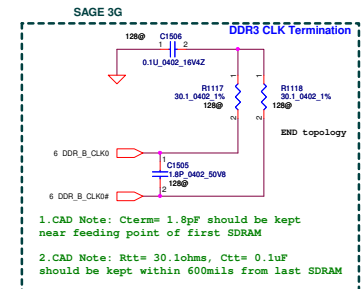 SAGE 3G
DDR3 CLK Termination
128@
C1506
1 2
0.1U_0402_16V4Z
1 1
R1117
30.1_0402_1%
128@
R1118
30.1_0402_1%
128@
2 2
END topology
6 DDR_B_CLK0
1
C1505
1.8P_0402_50V8
128@
2
6 DDR_B_CLK0#
1.CAD Note: Cterm= 1.8pF should be kept
near feeding point of first SDRAM
2.CAD Note: Rtt= 30.1ohms, Ctt= 0.1uF
should be kept within 600mils from last SDRAM